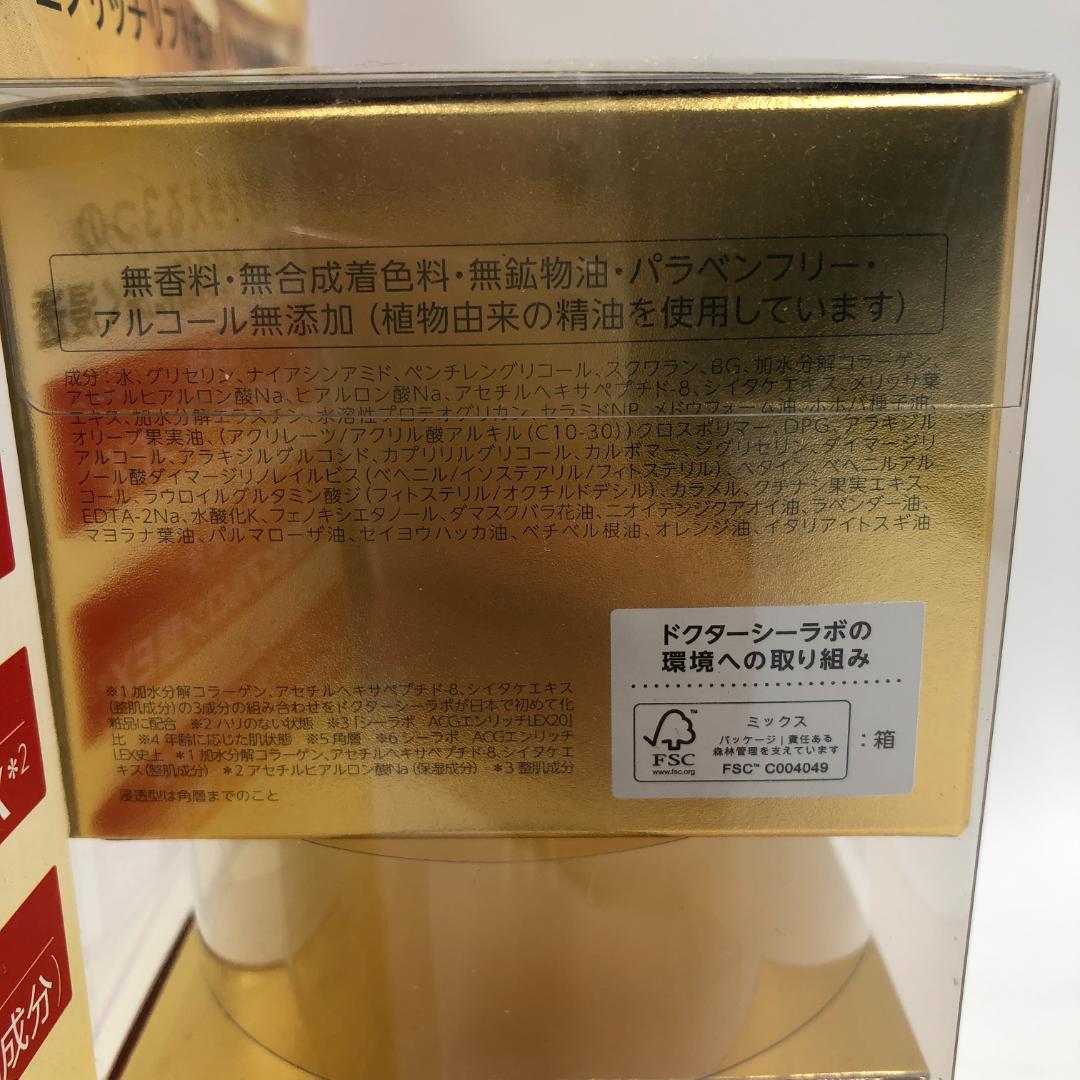 エンリッチリフト
無香料・無合成着色料・無鉱物油・パラベンフリー・
アルコール無添加（植物由来の精油を使用しています）
成分：水、グリセリン、ナイアシンアミド、ペンチレングリコール、スクワラン、BG、加水分解コラーゲン、
アセチルヒアルロン酸Na、ヒアルロン酸Na、アセチルヘキサペプチド-8、シイタケエキス、メリッサ葉
エキス、加水分解エラスチン、水溶性プロテオグリカン、セラミドNP、メドウフォーム油、ホホバ種子油、
オリーブ果実油、（アクリレーツ/アクリル酸アルキル（C10-30））クロスポリマー、DPG、アラキジル
アルコール、アラキジルグルコシド、カプリリルグリコール、カルボマー、ジグリセリン、ダイマージリ
ノール酸ダイマージリノレイルビス（ベヘニル/イソステアリル/フィトステリル）、ベタイン、ベヘニルアル
コール、ラウロイルグルタミン酸ジ（フィトステリル/オクチルドデシル）、カラメル、クチナシ果実エキス、
EDTA-2Na、水酸化K、フェノキシエタノール、ダマスクバラ花油、ニオイテンジクアオイ油、ラベンダー油、
マヨラナ葉油、パルマローザ油、セイヨウハッカ油、ベチベル根油、オレンジ油、イタリアイトスギ油
※1 加水分解コラーゲン、アセチルヘキサペプチド-8、シイタケエキス
（整肌成分）の3成分の組み合わせをドクターシーラボが日本で初めて化
粧品に配合 ※2 ハリのない状態 ※3「シーラボ ACGエンリッチLEX20」
比 ※4 年齢に応じた肌状態 ※5 角層 ※6 シーラボ ACGエンリッチ
LEX史上 ＊1 加水分解コラーゲン、アセチルヘキサペプチド-8、シイタケエ
キス（整肌成分） ＊2 アセチルヒアルロン酸Na（保湿成分） ＊3 整肌成分
浸透型は角層までのこと
ドクターシーラボの
環境への取り組み
FSC
www.fsc.org
ミックス
パッケージ｜責任ある
森林管理を支えています
FSC™ C004049
：箱
*2
成分）